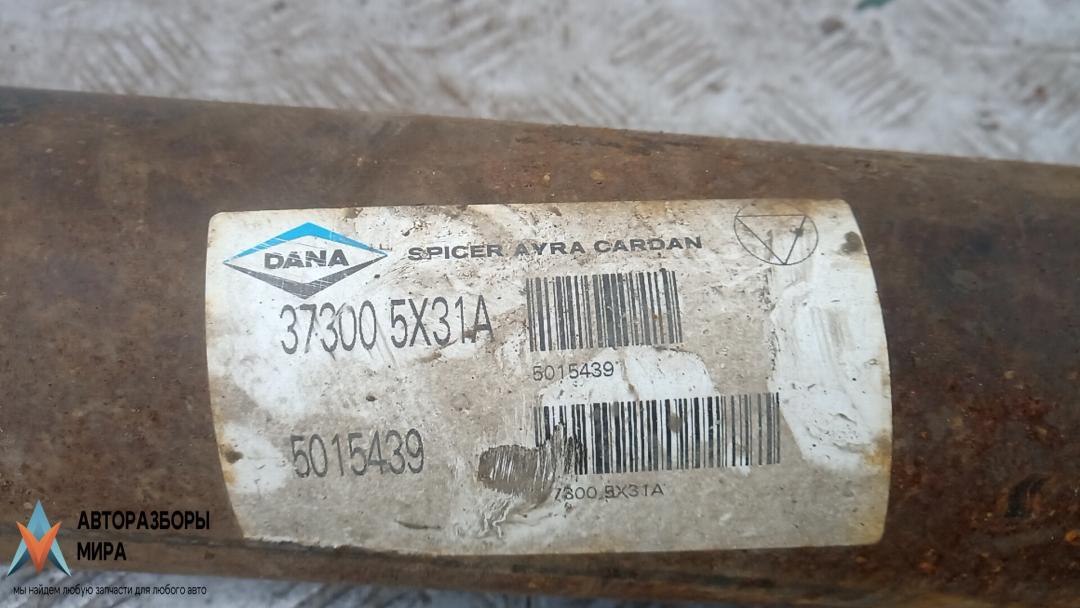 DANA
SPICER AYRA CARDAN
1
37300 5X31A
5015439
5015439
7300 5X31A
АВТОРАЗБОРЫ
МИРА
мы найдем любую запчасти для любого авто